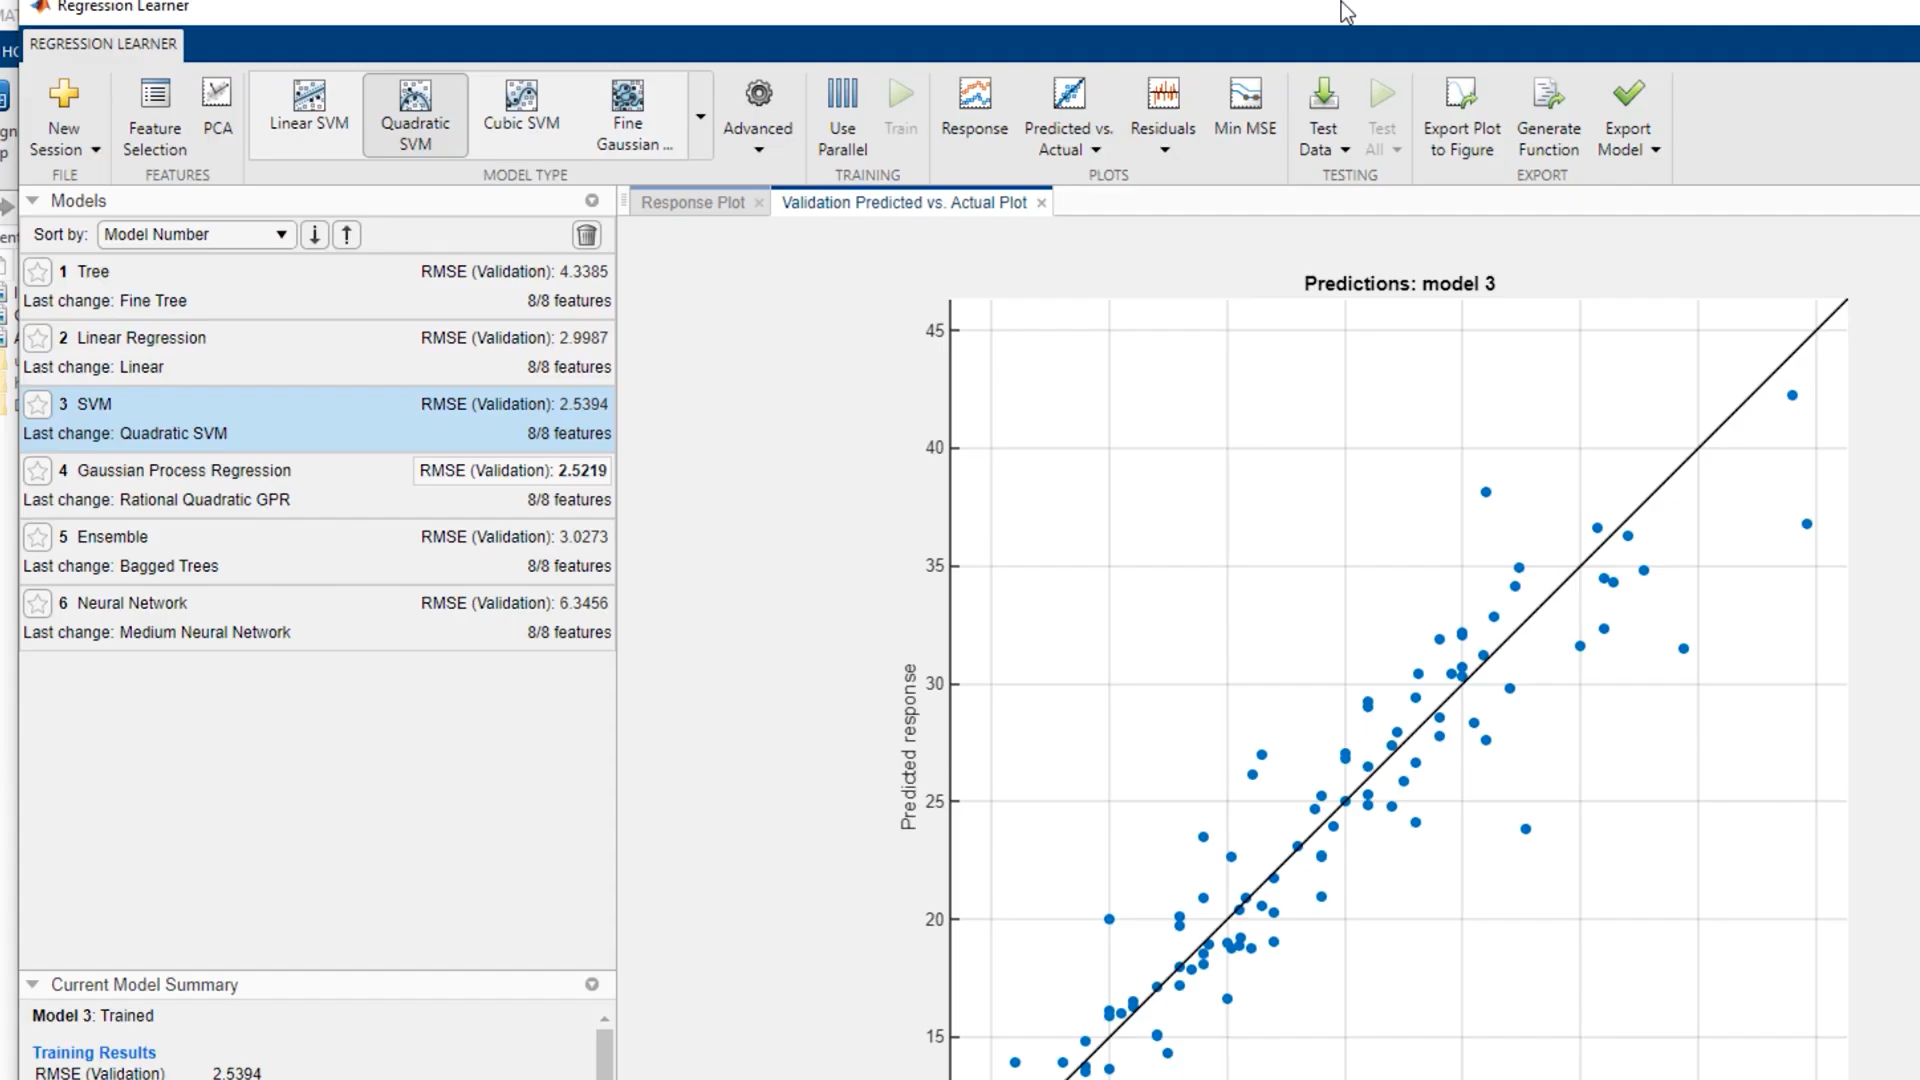 Regression Learner
REGRESSION LEARNER
New
Session
FILE
Feature
Selection
PCA
FEATURES
Linear SVM
Quadratic
SVM
Cubic SVM
Fine
Gaussian ...
MODEL TYPE
Advanced
Use
Parallel
Train
TRAINING
Response
Predicted vs.
Actual
Residuals
Min MSE
PLOTS
Test
Data
Test
All
TESTING
Export Plot
to Figure
Generate
Function
Export
Model
EXPORT
Models
Sort by: Model Number
1 Tree RMSE (Validation): 4.3385
Last change: Fine Tree 8/8 features
2 Linear Regression RMSE (Validation): 2.9987
Last change: Linear 8/8 features
3 SVM RMSE (Validation): 2.5394
Last change: Quadratic SVM 8/8 features
4 Gaussian Process Regression RMSE (Validation): 2.5219
Last change: Rational Quadratic GPR 8/8 features
5 Ensemble RMSE (Validation): 3.0273
Last change: Bagged Trees 8/8 features
6 Neural Network RMSE (Validation): 6.3456
Last change: Medium Neural Network 8/8 features
Current Model Summary
Model 3: Trained
Training Results
RMSE (Validation) 2.5394
Response Plot
Validation Predicted vs. Actual Plot
Predictions: model 3
45
40
35
30
25
20
15
Predicted response